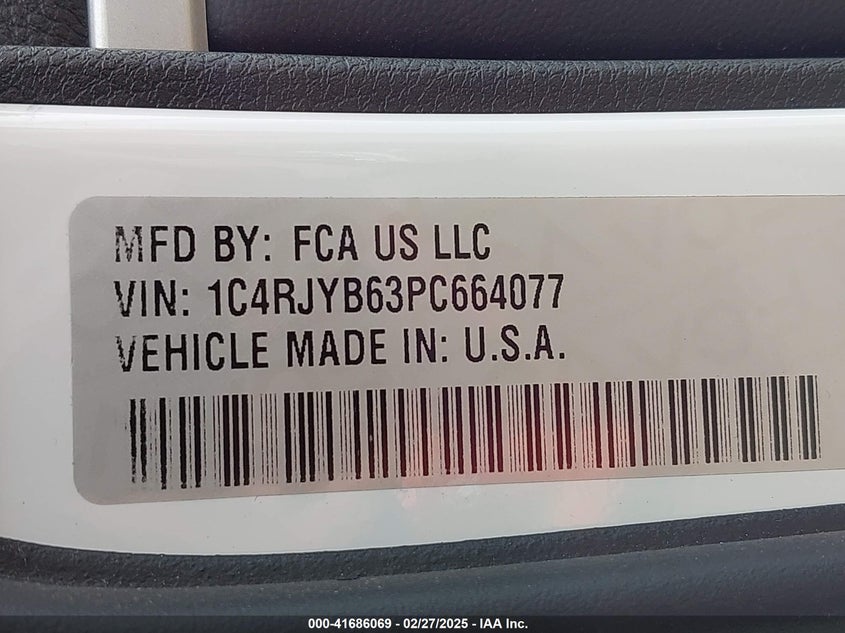 MFD BY: FCA US LLC
VIN: 1C4RJYB63PC664077
VEHICLE MADE IN: U.S.A.
000-41686069 - 02/27/2025 - IAA Inc.